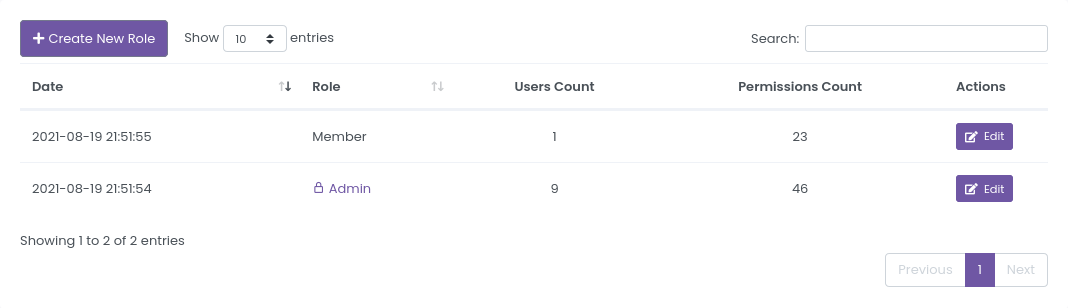 Create New Role Show 10 entries Search:
Date Role Users Count Permissions Count Actions
2021-08-19 21:51:55 Member 1 23 Edit
2021-08-19 21:51:54 Admin 9 46 Edit
Showing 1 to 2 of 2 entries
Previous 1 Next